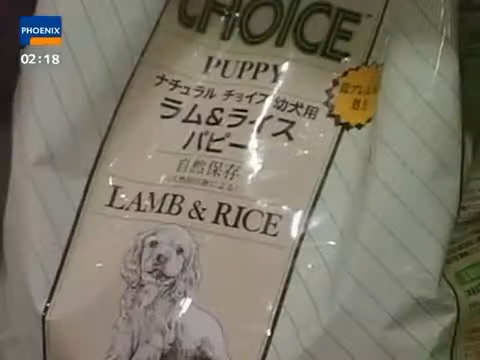 PHOENIX
02:18
CHOICE
PUPPY
ナチュラル チョイス 幼犬用
ラム&ライス
パピー
自然保存
LAMB & RICE